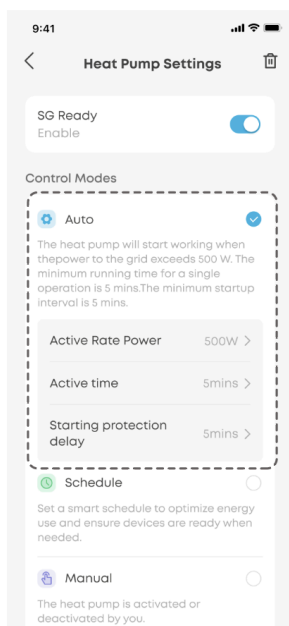 9:41
Heat Pump Settings
SG Ready
Enable
Control Modes
Auto
The heat pump will start working when
thepower to the grid exceeds 500 W. The
minimum running time for a single
operation is 5 mins.The minimum startup
interval is 5 mins.
Active Rate Power 500W >
Active time 5mins >
Starting protection
delay 5mins >
Schedule
Set a smart schedule to optimize energy
use and ensure devices are ready when
needed.
Manual
The heat pump is activated or
deactivated by you.